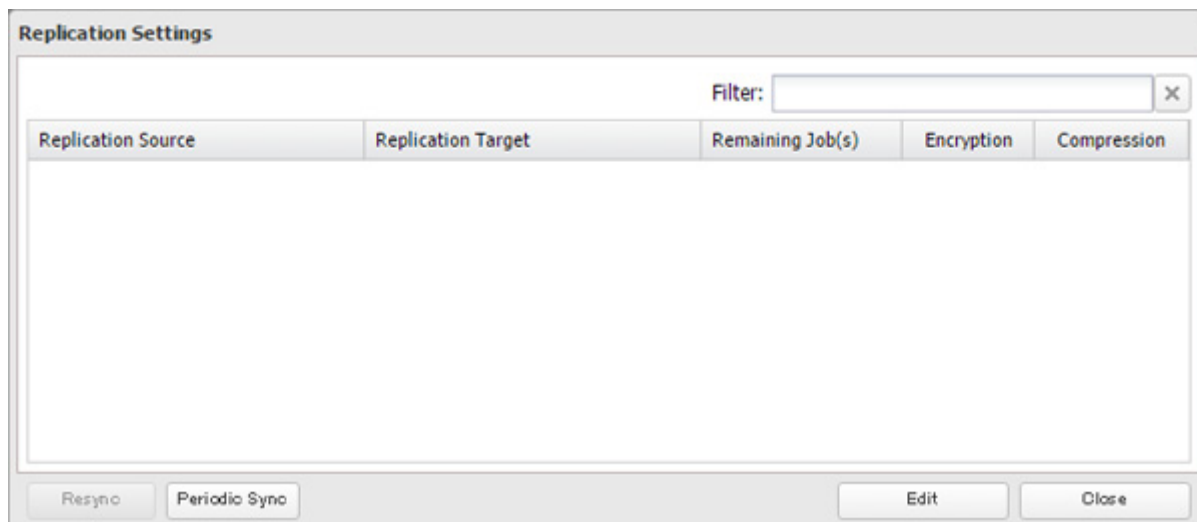 Replication Settings
Filter:
Replication Source Replication Target Remaining Job(s) Encryption Compression
Resync Periodic Sync Edit Close